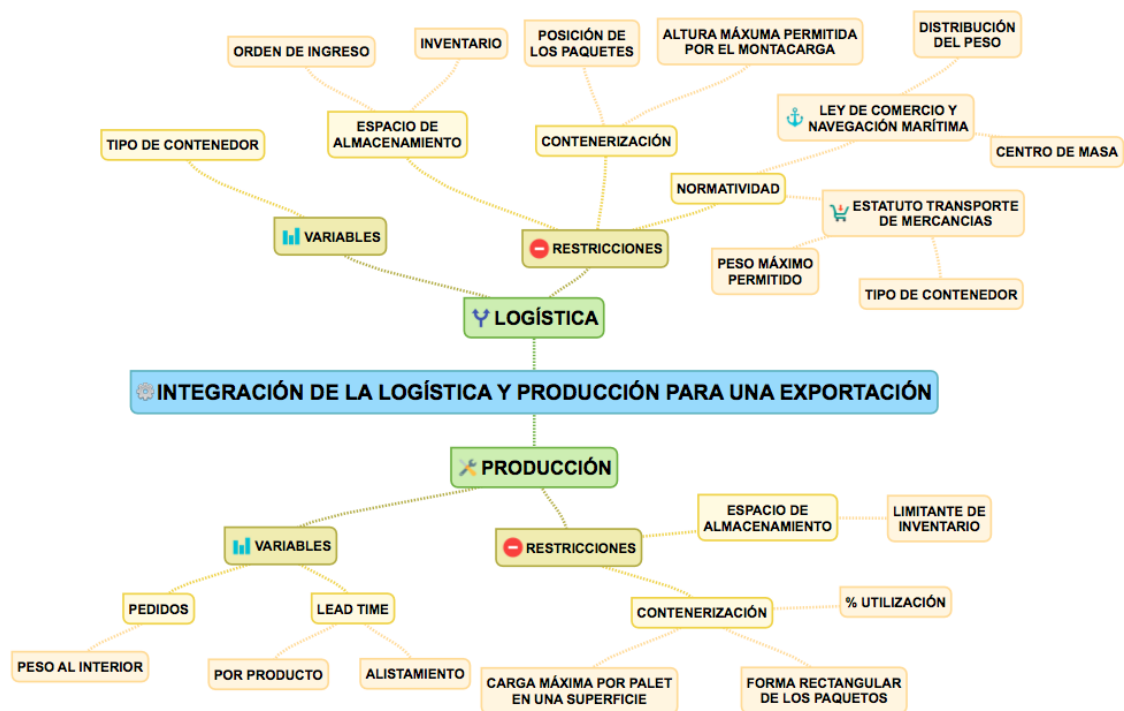 ORDEN DE INGRESO
INVENTARIO
POSICIÓN DE
LOS PAQUETES
ALTURA MÁXUMA PERMITIDA
POR EL MONTACARGA
DISTRIBUCIÓN
DEL PESO
TIPO DE CONTENEDOR
ESPACIO DE
ALMACENAMIENTO
CONTENERIZACIÓN
LEY DE COMERCIO Y
NAVEGACIÓN MARÍTIMA
CENTRO DE MASA
NORMATIVIDAD
ESTATUTO TRANSPORTE
DE MERCANCIAS
VARIABLES
RESTRICCIONES
PESO MÁXIMO
PERMITIDO
TIPO DE CONTENEDOR
LOGÍSTICA
INTEGRACIÓN DE LA LOGÍSTICA Y PRODUCCIÓN PARA UNA EXPORTACIÓN
PRODUCCIÓN
VARIABLES
RESTRICCIONES
ESPACIO DE
ALMACENAMIENTO
LIMITANTE DE
INVENTARIO
PEDIDOS
LEAD TIME
CONTENERIZACIÓN
% UTILIZACIÓN
PESO AL INTERIOR
POR PRODUCTO
ALISTAMIENTO
CARGA MÁXIMA POR PALET
EN UNA SUPERFICIE
FORMA RECTANGULAR
DE LOS PAQUETOS